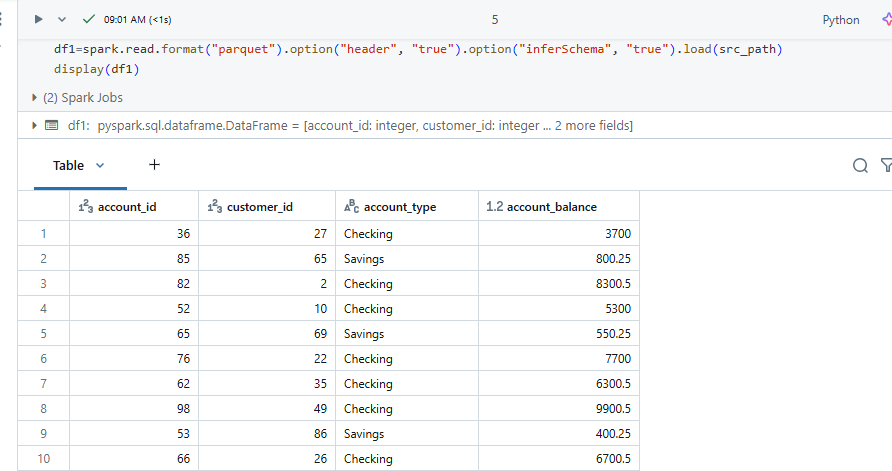 09:01 AM (<1s)
5
Python
df1=spark.read.format("parquet").option("header", "true").option("inferSchema", "true").load(src_path)
display(df1)
(2) Spark Jobs
df1: pyspark.sql.dataframe.DataFrame = [account_id: integer, customer_id: integer ... 2 more fields]
Table +
123 account_id 123 customer_id ABC account_type 1.2 account_balance
1 36 27 Checking 3700
2 85 65 Savings 800.25
3 82 2 Checking 8300.5
4 52 10 Checking 5300
5 65 69 Savings 550.25
6 76 22 Checking 7700
7 62 35 Checking 6300.5
8 98 49 Checking 9900.5
9 53 86 Savings 400.25
10 66 26 Checking 6700.5